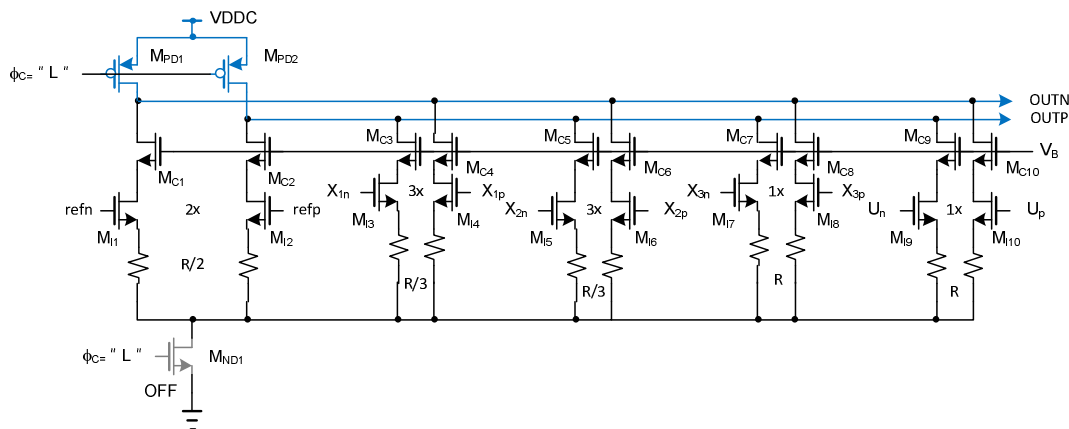 VDDC
MPD1
MPD2
ϕC= “ L “
OUTN
OUTP
MC1
MC2
MC3
MC4
MC5
MC6
MC7
MC8
MC9
MC10
VB
refn
2x
refp
X1n
3x
X1p
X2n
3x
X2p
X3n
1x
X3p
Un
1x
Up
MI1
MI2
MI3
MI4
MI5
MI6
MI7
MI8
MI9
MI10
R/2
R/3
R/3
R
R
ϕC= “ L “
MND1
OFF